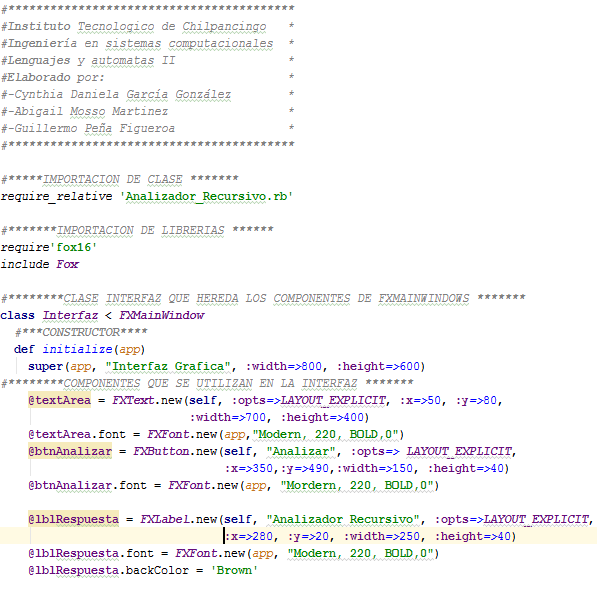 #*****************************************
#Instituto Tecnologico de Chilpancingo   *
#Ingeniería en sistemas computacionales  *
#Lenguajes y automatas II                *
#Elaborado por:                          *
#-Cynthia Daniela García González        *
#-Abigail Mosso Martinez                 *
#-Guillermo Peña Figueroa                *
#*****************************************
#*****IMPORTACION DE CLASE *******
require_relative 'Analizador_Recursivo.rb'
#*******IMPORTACION DE LIBRERIAS ******
require'fox16'
include Fox
#********CLASE INTERFAZ QUE HEREDA LOS COMPONENTES DE FXMAINWINDOWS *******
class Interfaz < FXMainWindow
  #***CONSTRUCTOR****
  def initialize(app)
    super(app, "Interfaz Grafica", :width=>800, :height=>600)
#********COMPONENTES QUE SE UTILIZAN EN LA INTERFAZ *******
    @textArea = FXText.new(self, :opts=>LAYOUT_EXPLICIT, :x=>50, :y=>80,
                           :width=>700, :height=>400)
    @textArea.font = FXFont.new(app,"Modern, 220, BOLD,0")
    @btnAnalizar = FXButton.new(self, "Analizar", :opts=> LAYOUT_EXPLICIT,
                                :x=>350,:y=>490,:width=>150, :height=>40)
    @btnAnalizar.font = FXFont.new(app, "Mordern, 220, BOLD,0")
    @lblRespuesta = FXLabel.new(self, "Analizador Recursivo", :opts=>LAYOUT_EXPLICIT,
                                :x=>280, :y=>20, :width=>250, :height=>40)
    @lblRespuesta.font = FXFont.new(app, "Modern, 220, BOLD,0")
    @lblRespuesta.backColor = 'Brown'